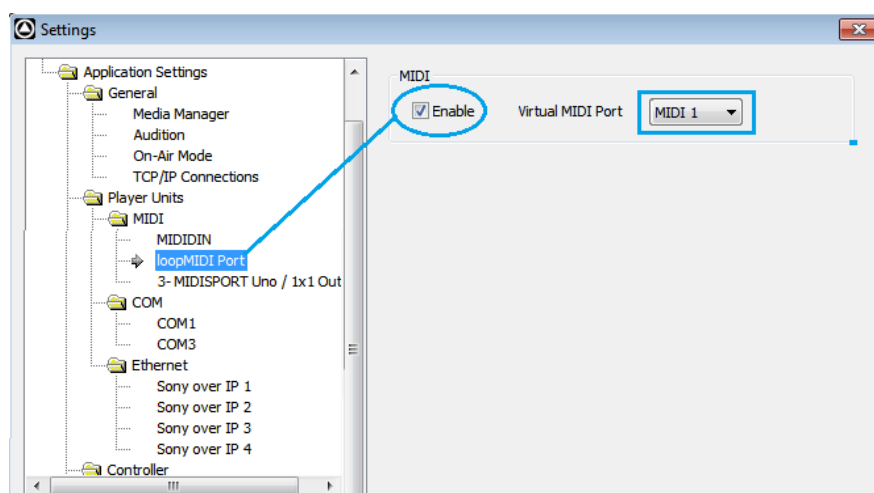 Settings
Application Settings
General
Media Manager
Audition
On-Air Mode
TCP/IP Connections
Player Units
MIDI
MIDIDIN
loopMIDI Port
3- MIDISPORT Uno / 1x1 Out
COM
COM1
COM3
Ethernet
Sony over IP 1
Sony over IP 2
Sony over IP 3
Sony over IP 4
Controller
MIDI
Enable Virtual MIDI Port MIDI 1